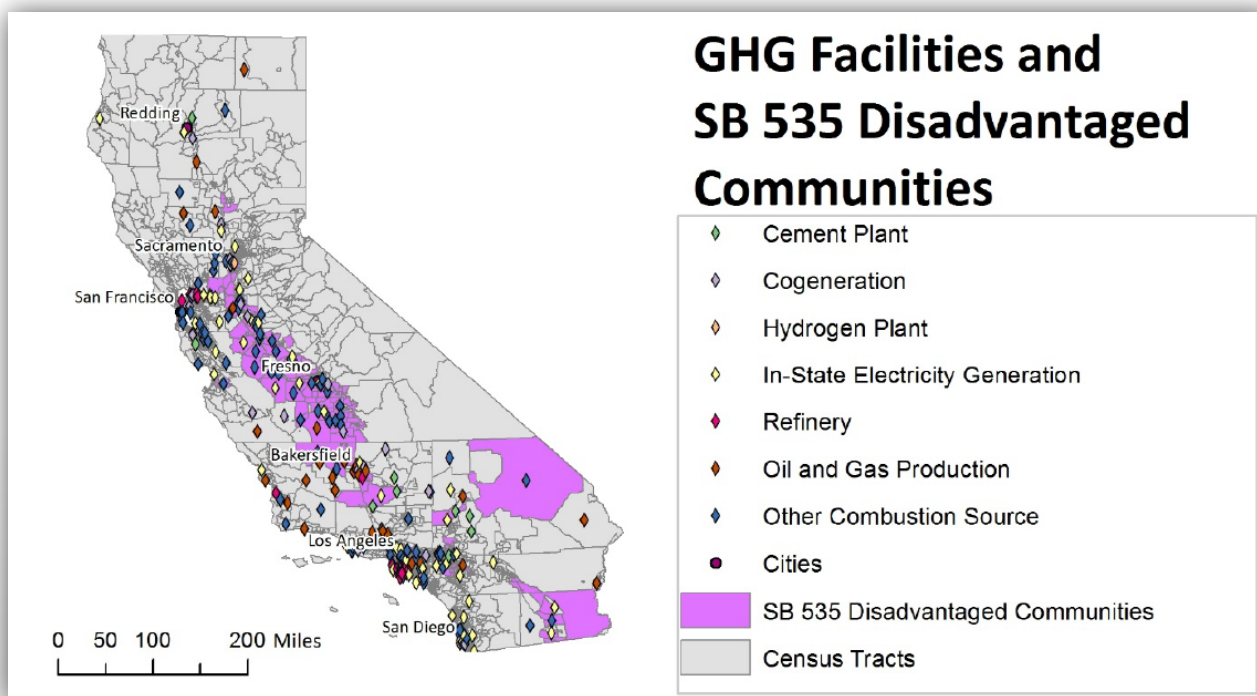 GHG Facilities and
SB 535 Disadvantaged
Communities
Cement Plant
Cogeneration
Hydrogen Plant
In-State Electricity Generation
Refinery
Oil and Gas Production
Other Combustion Source
Cities
SB 535 Disadvantaged Communities
Census Tracts
Redding
Sacramento
San Francisco
Fresno
Bakersfield
Los Angeles
San Diego
0 50 100 200 Miles